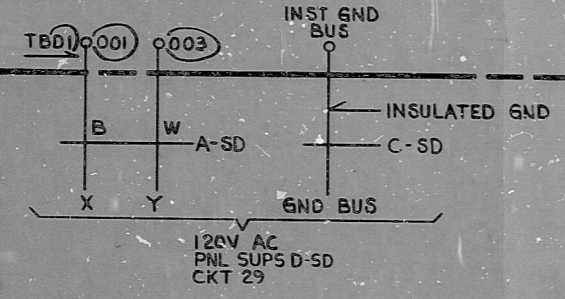 INST GND
BUS
TBD1 001 003
INSULATED GND
B W A-SD C-SD
X Y GND BUS
120V AC
PNL SUPS D-SD
CKT 29